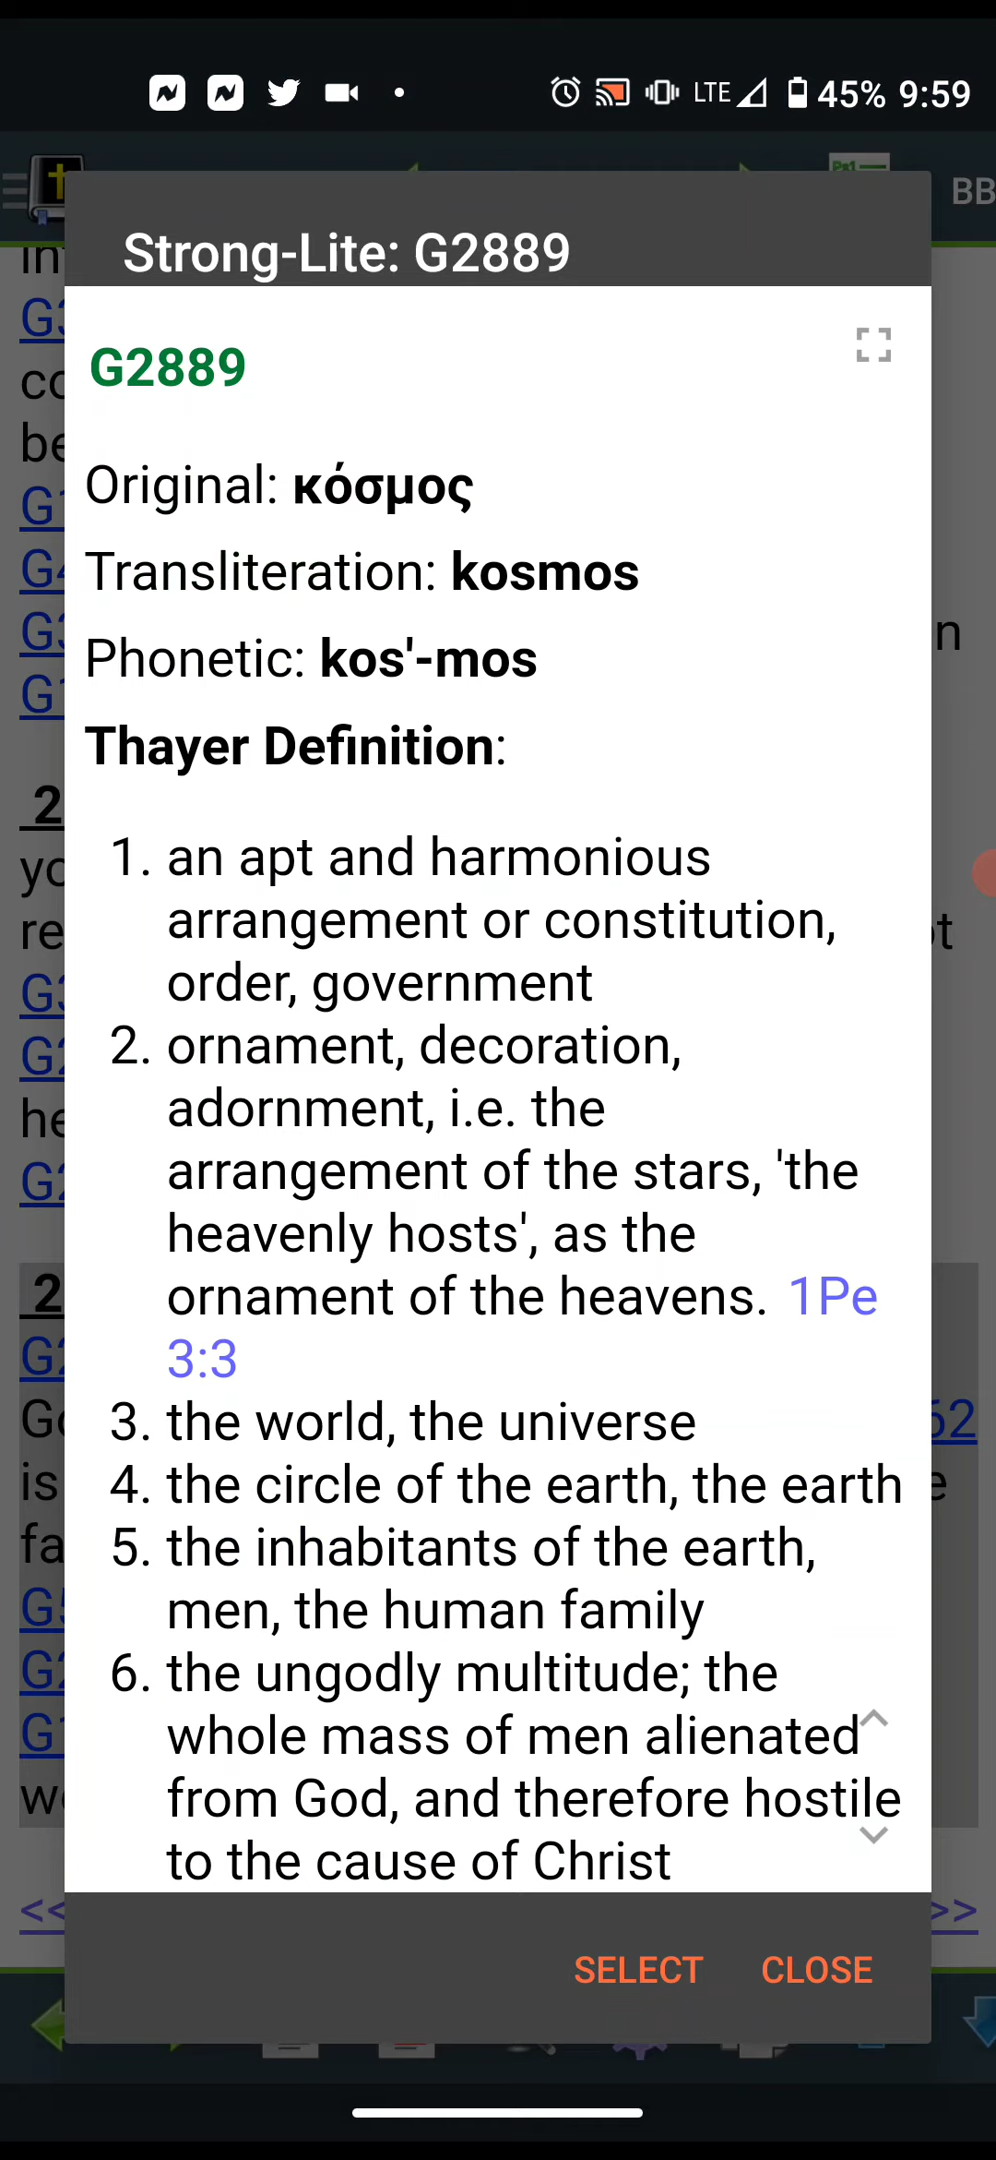 LTE 45% 9:59
BB
Strong-Lite: G2889
G2889
Original: κόσμος
Transliteration: kosmos
Phonetic: kos'-mos
Thayer Definition:
1. an apt and harmonious
arrangement or constitution,
order, government
2. ornament, decoration,
adornment, i.e. the
arrangement of the stars, 'the
heavenly hosts', as the
ornament of the heavens. 1Pe
3:3
3. the world, the universe
4. the circle of the earth, the earth
5. the inhabitants of the earth,
men, the human family
6. the ungodly multitude; the
whole mass of men alienated
from God, and therefore hostile
to the cause of Christ
<< >>
SELECT CLOSE